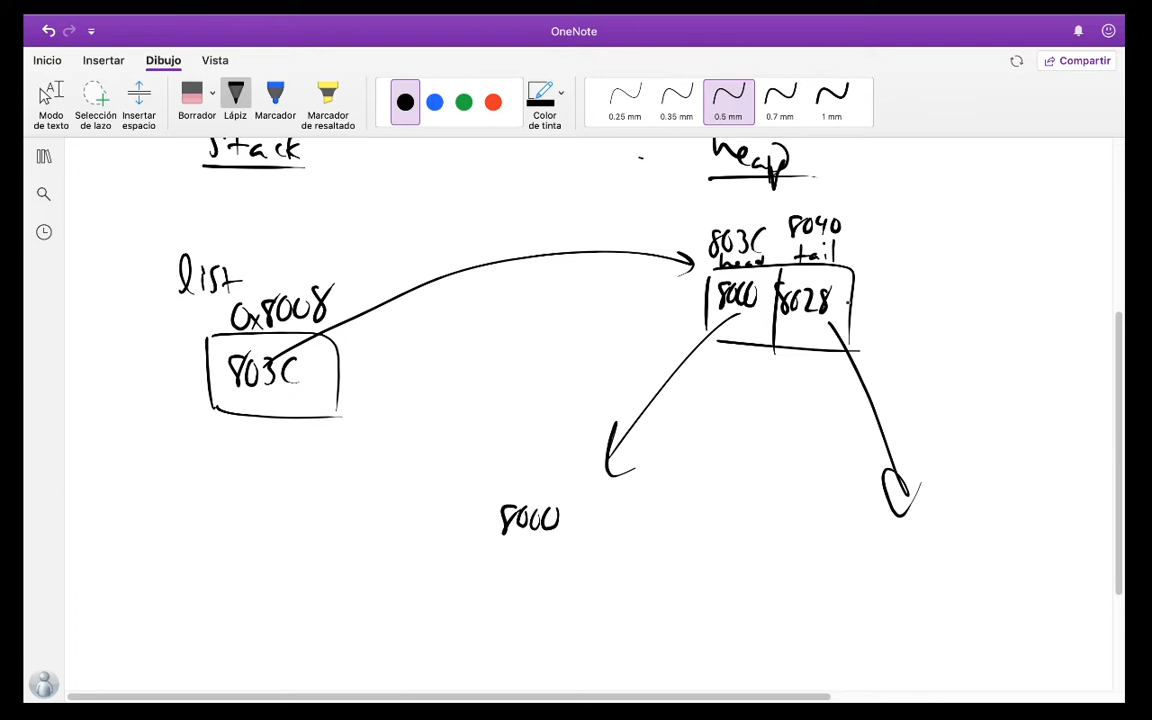 OneNote
Inicio Insertar Dibujo Vista
Compartir
Modo de texto
Selección de lazo
Insertar espacio
Borrador
Lápiz
Marcador
Marcador de resaltado
Color de tinta
0.25 mm
0.35 mm
0.5 mm
0.7 mm
1 mm
Stack
heap
803C 8040
head tail
list
0x8008
8000 8028
803C
8000